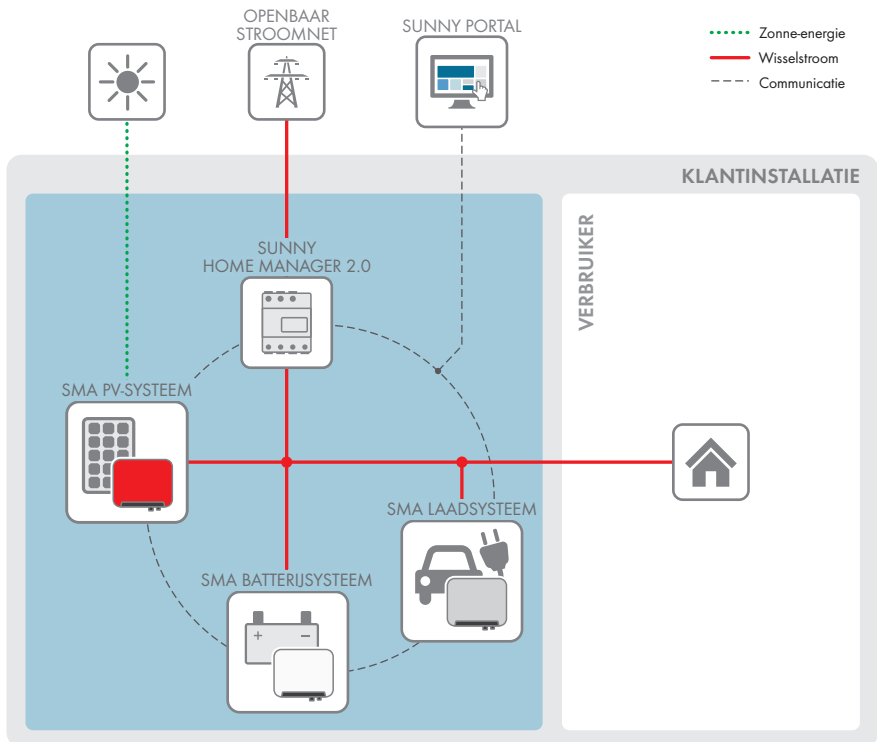 OPENBAAR
STROOMNET
SUNNY PORTAL
Zonne-energie
Wisselstroom
Communicatie
KLANTINSTALLATIE
VERBRUIKER
SUNNY
HOME MANAGER 2.0
SMA PV-SYSTEEM
SMA LAADSYSTEEM
SMA BATTERIJSYSTEEM